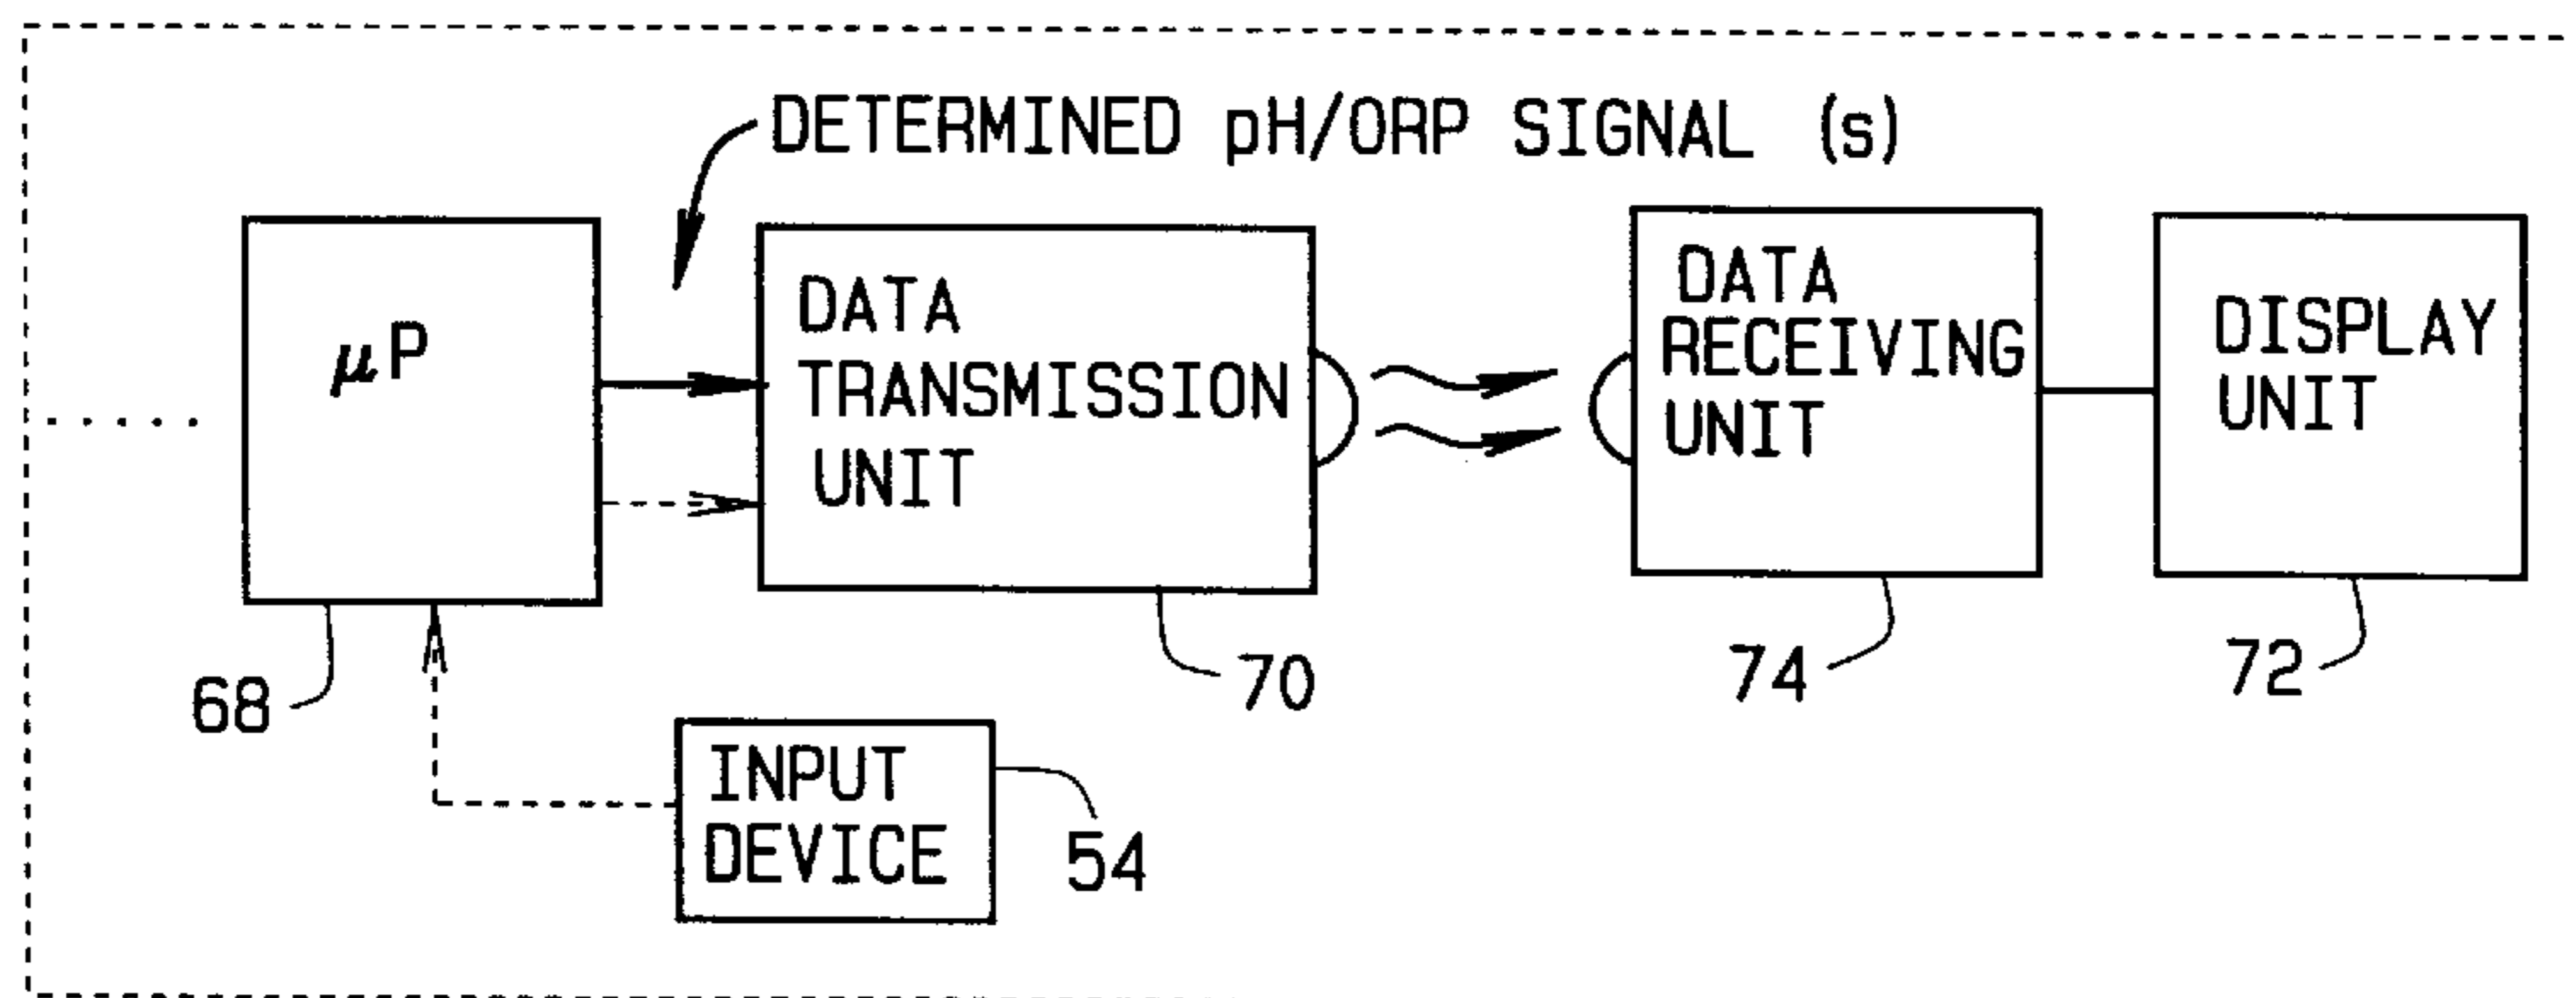 DETERMINED pH/ORP SIGNAL (s)
μP
DATA
TRANSMISSION
UNIT
DATA
RECEIVING
UNIT
DISPLAY
UNIT
68
70
74
72
INPUT
DEVICE
54